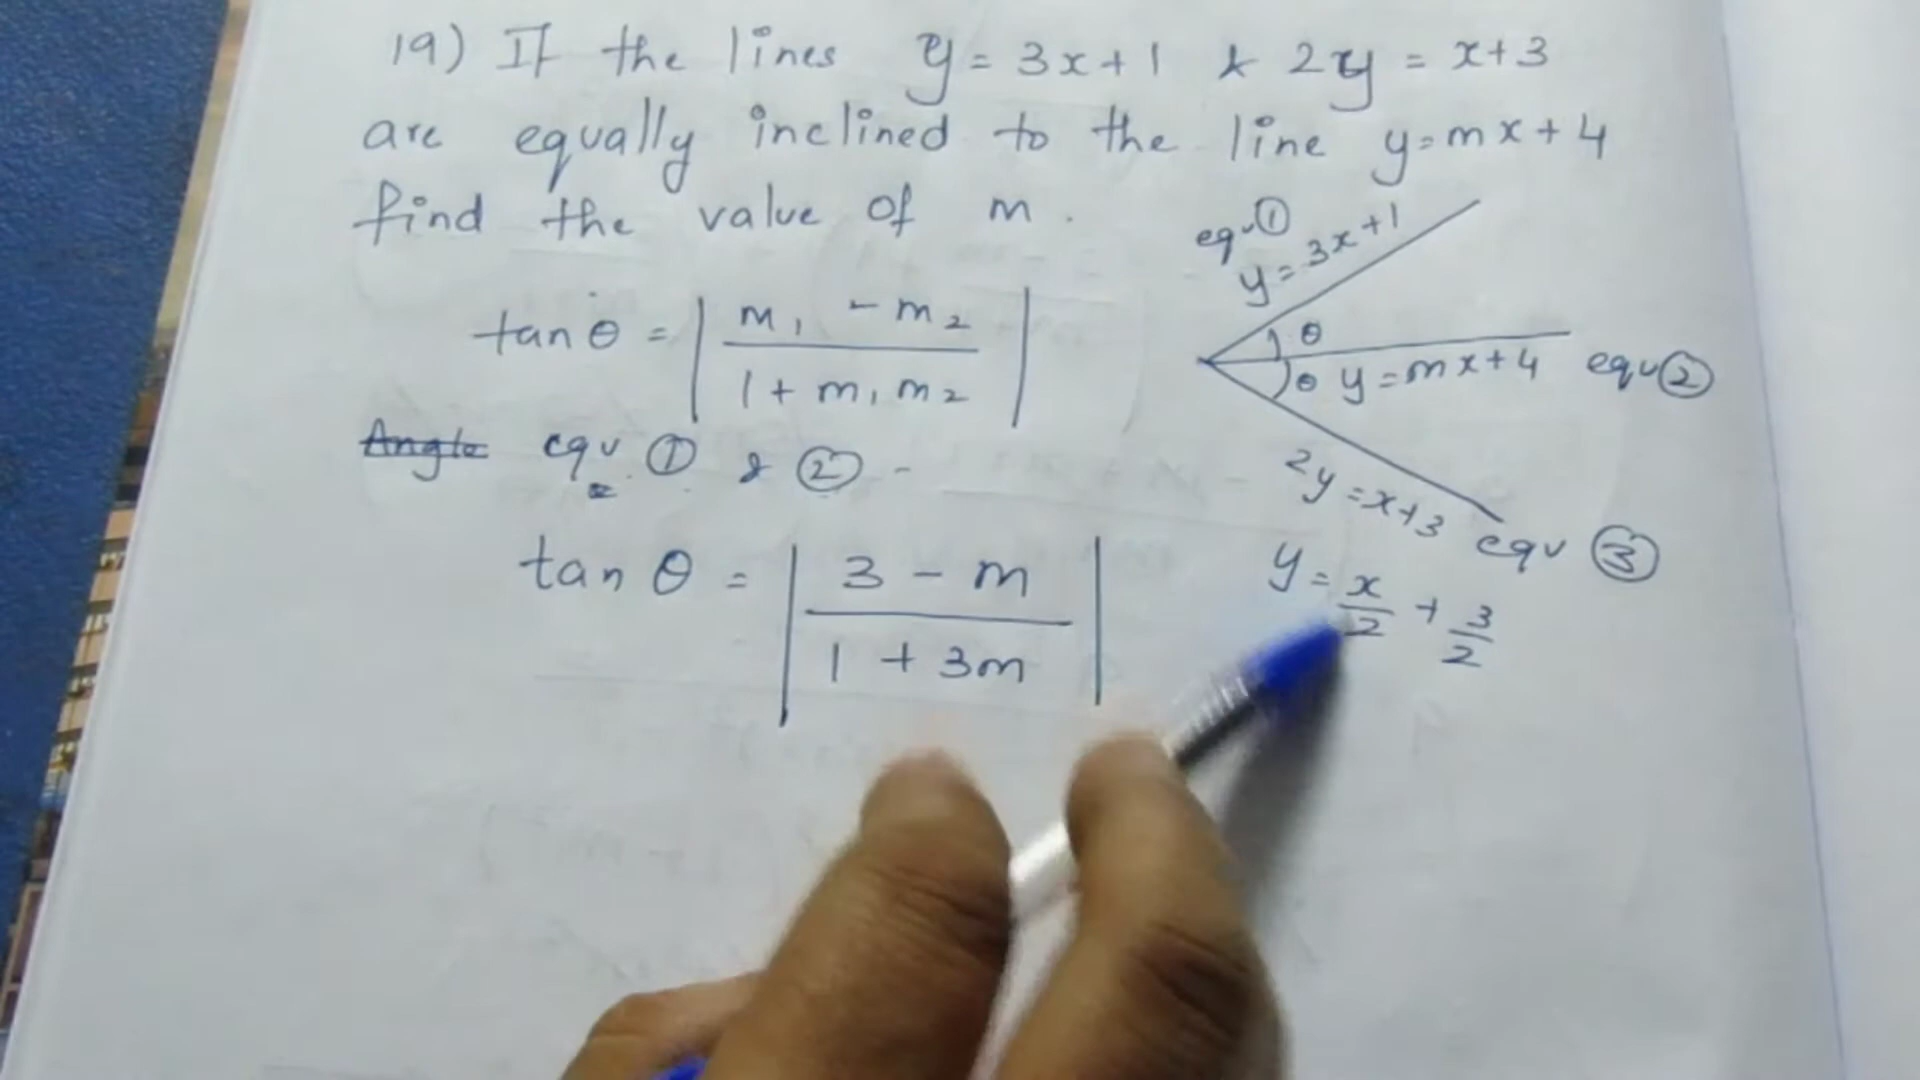 19) If the lines y = 3x+1 & 2y = x+3
are equally inclined to the line y=mx+4
find the value of m.
equ ①
y = 3x+1
θ
tan θ = | m₁ - m₂ / 1 + m₁ m₂ |
θ y = mx+4 equ ②
Angle equ ① & ② -
2y = x+3 equ ③
tan θ = | 3 - m / 1 + 3m |
y = x/2 + 3/2